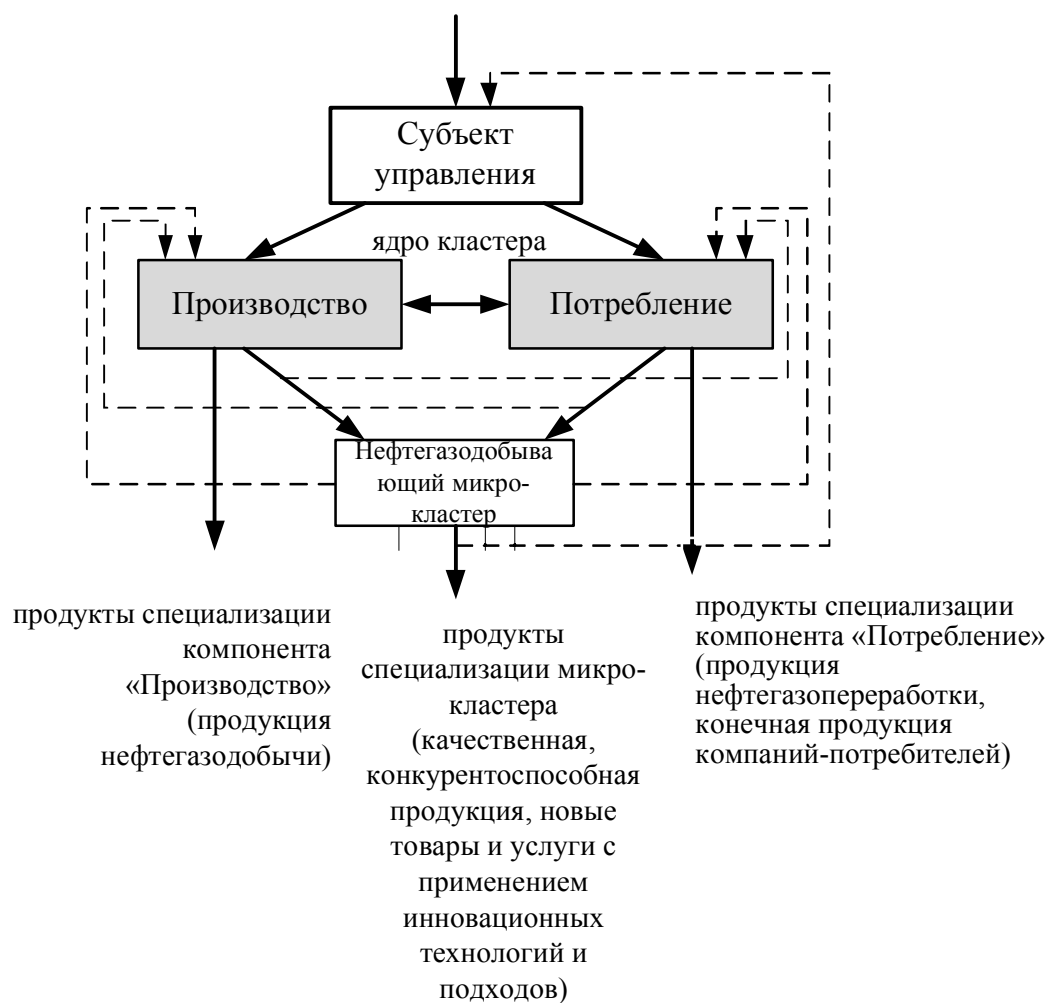 Субъект
управления
ядро кластера
Производство
Потребление
Нефтегазодобыва
ющий микро-
кластер
продукты специализации
компонента
«Производство»
(продукция
нефтегазодобычи)
продукты
специализации микро-
кластера
(качественная,
конкурентоспособная
продукция, новые
товары и услуги с
применением
инновационных
технологий и
подходов)
продукты специализации
компонента «Потребление»
(продукция
нефтегазопереработки,
конечная продукция
компаний-потребителей)